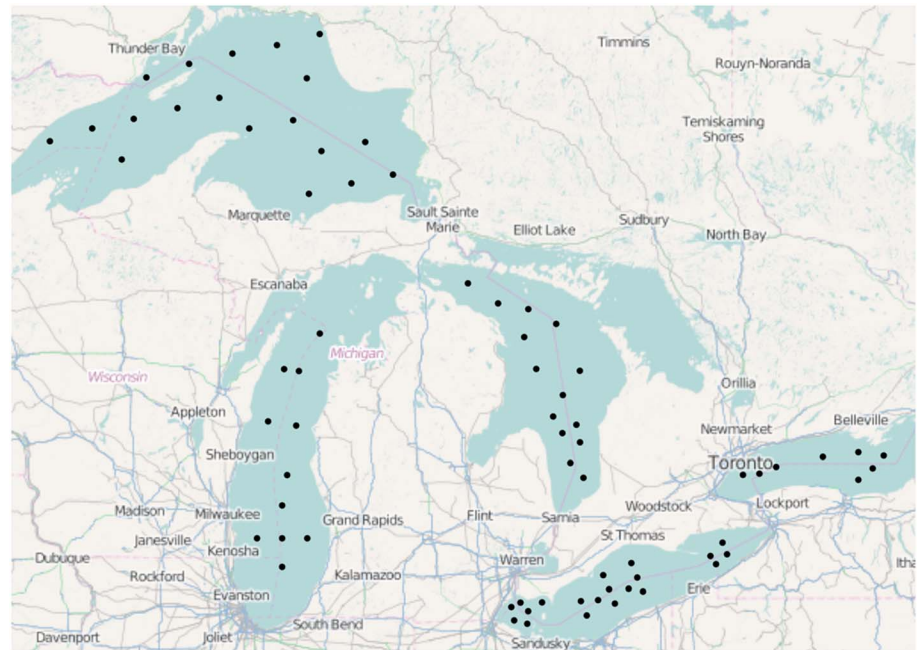 Timmins
Thunder Bay
Rouyn-Noranda
Temiskaming
Shores
Marquette
Sault Sainte
Marie
Sudbury
Elliot Lake
North Bay
Escanaba
Michigan
Wisconsin
Orillia
Appleton
Belleville
Newmarket
Sheboygan
Toronto
Lockport
Woodstock
Madison
Milwaukee
Grand Rapids
Flint
Sarnia
St Thomas
Janesville
Kenosha
Dubuque
Warren
Itha
Rockford
Kalamazoo
Erie
Evanston
South Bend
Davenport
Joliet
Sandusky